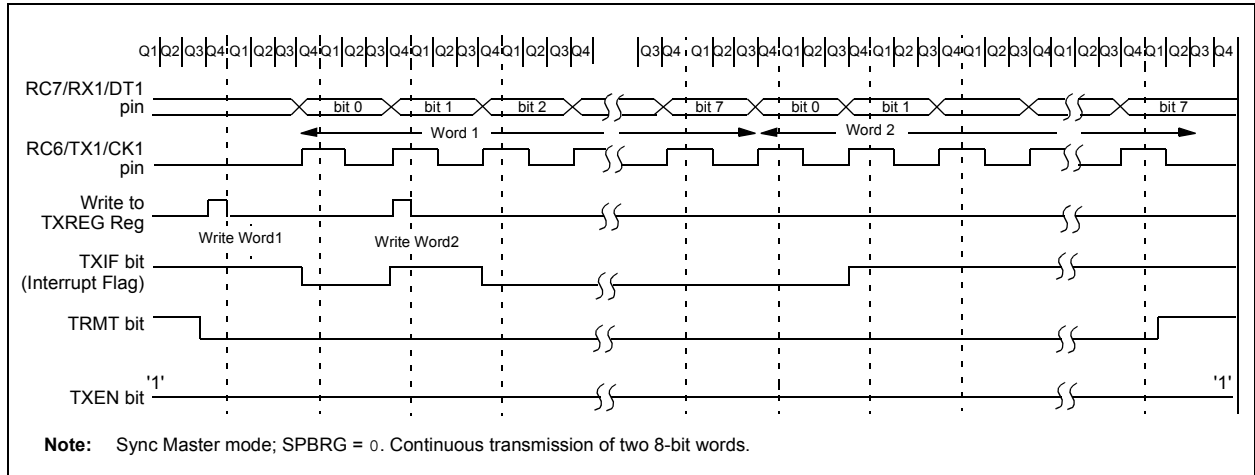 Q1 Q2 Q3 Q4 Q1 Q2 Q3 Q4 Q1 Q2 Q3 Q4 Q1 Q2 Q3 Q4 Q1 Q2 Q3 Q4 Q3 Q4 Q1 Q2 Q3 Q4 Q1 Q2 Q3 Q4 Q1 Q2 Q3 Q4 Q1 Q2 Q3 Q4 Q1 Q2 Q3 Q4 Q1 Q2 Q3 Q4
RC7/RX1/DT1
pin
bit 0 bit 1 bit 2 bit 7 bit 0 bit 1 bit 7
Word 1 Word 2
RC6/TX1/CK1
pin
Write to
TXREG Reg
Write Word1 Write Word2
TXIF bit
(Interrupt Flag)
TRMT bit
'1' '1'
TXEN bit
Note: Sync Master mode; SPBRG = 0. Continuous transmission of two 8-bit words.